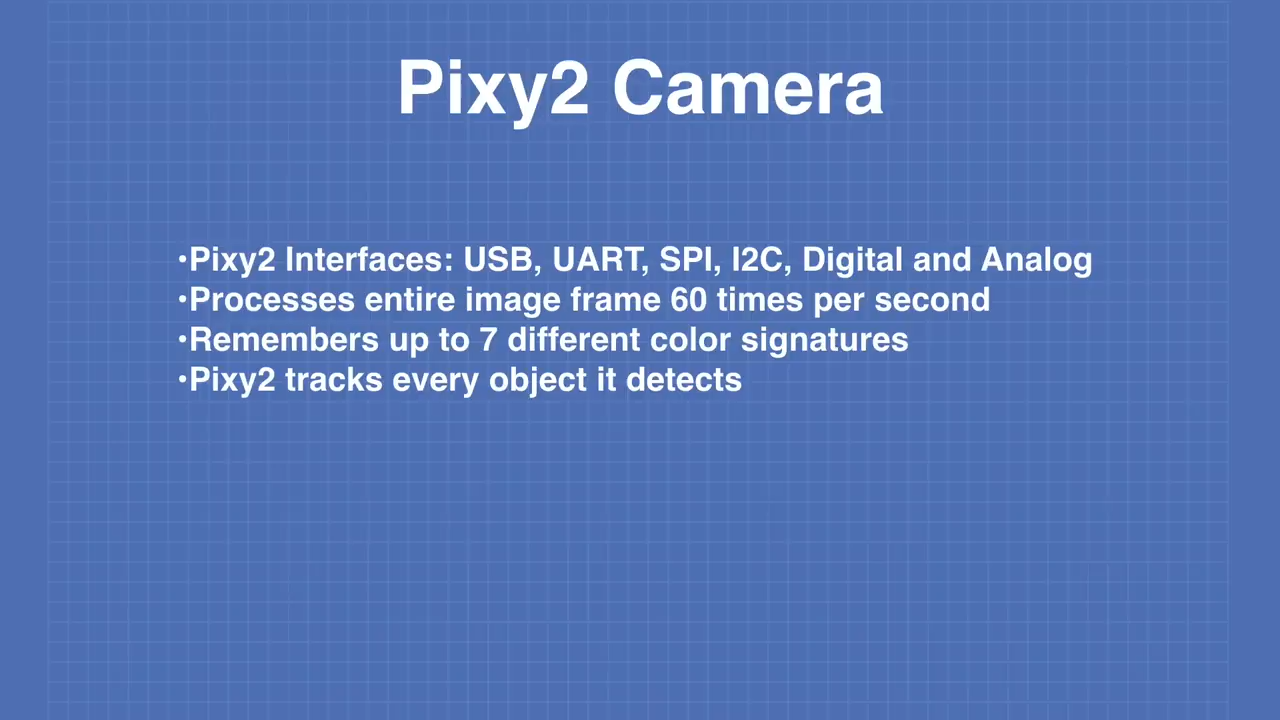 Pixy2 Camera
•Pixy2 Interfaces: USB, UART, SPI, I2C, Digital and Analog
•Processes entire image frame 60 times per second
•Remembers up to 7 different color signatures
•Pixy2 tracks every object it detects